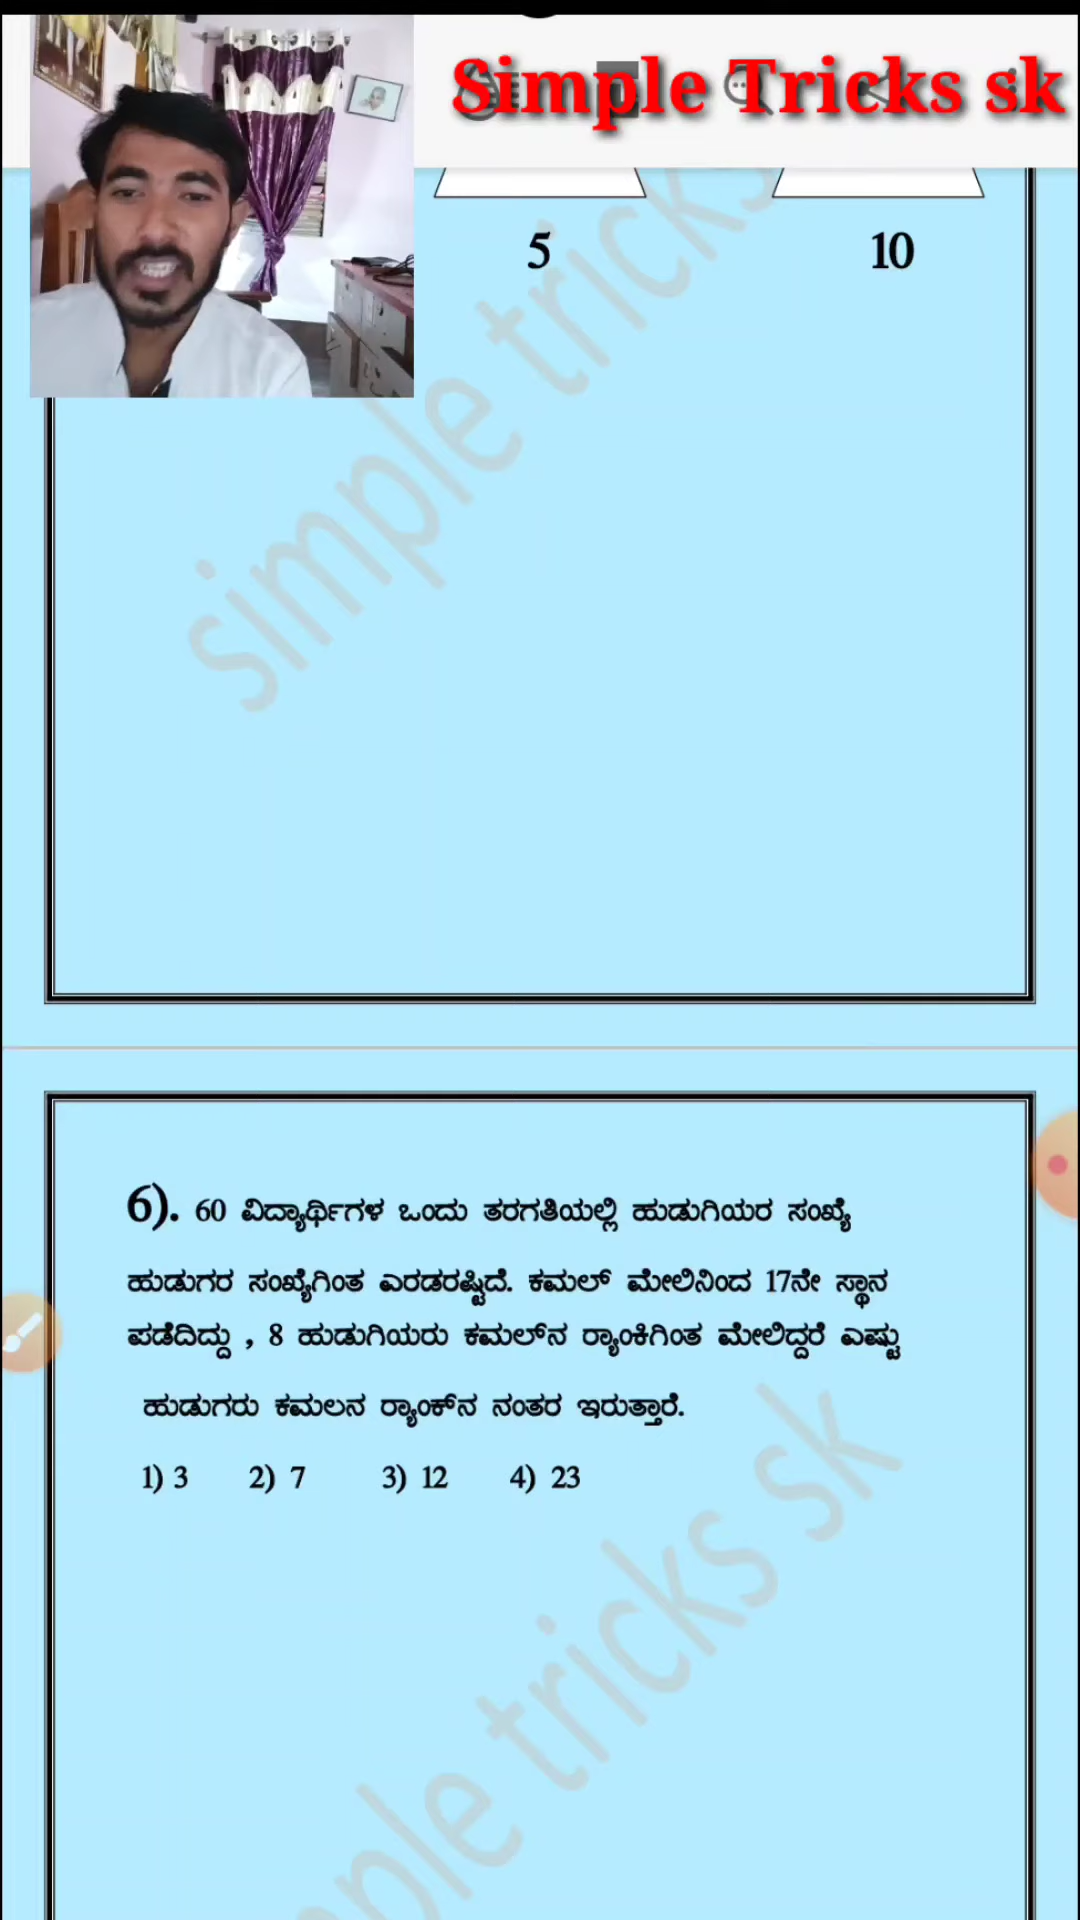 Simple Tricks sk
5 10
simple tricks
6). 60 ವಿದ್ಯಾರ್ಥಿಗಳ ಒಂದು ತರಗತಿಯಲ್ಲಿ ಹುಡುಗಿಯರ ಸಂಖ್ಯೆ
ಹುಡುಗರ ಸಂಖ್ಯೆಗಿಂತ ಎರಡರಷ್ಟಿದೆ. ಕಮಲ್ ಮೇಲಿನಿಂದ 17ನೇ ಸ್ಥಾನ
ಪಡೆದಿದ್ದು , 8 ಹುಡುಗಿಯರು ಕಮಲ್‌ನ ರ‍್ಯಾಂಕಿಗಿಂತ ಮೇಲಿದ್ದರೆ ಎಷ್ಟು
ಹುಡುಗರು ಕಮಲನ ರ‍್ಯಾಂಕ್‌ನ ನಂತರ ಇರುತ್ತಾರೆ.
1) 3 2) 7 3) 12 4) 23
ple tricks sk